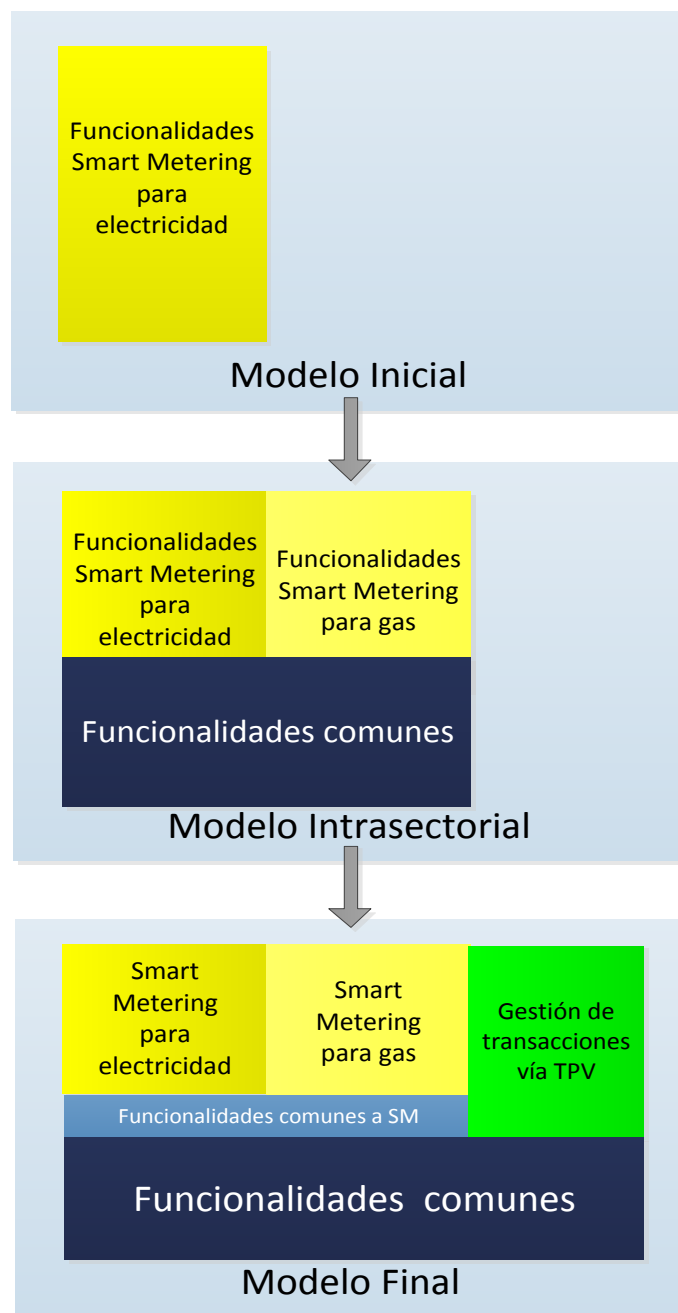 Funcionalidades
Smart Metering
para
electricidad
Modelo Inicial
Funcionalidades
Smart Metering
para
electricidad
Funcionalidades
Smart Metering
para gas
Funcionalidades comunes
Modelo Intrasectorial
Smart
Metering
para
electricidad
Smart
Metering
para gas
Gestión de
transacciones
vía TPV
Funcionalidades comunes a SM
Funcionalidades comunes
Modelo Final